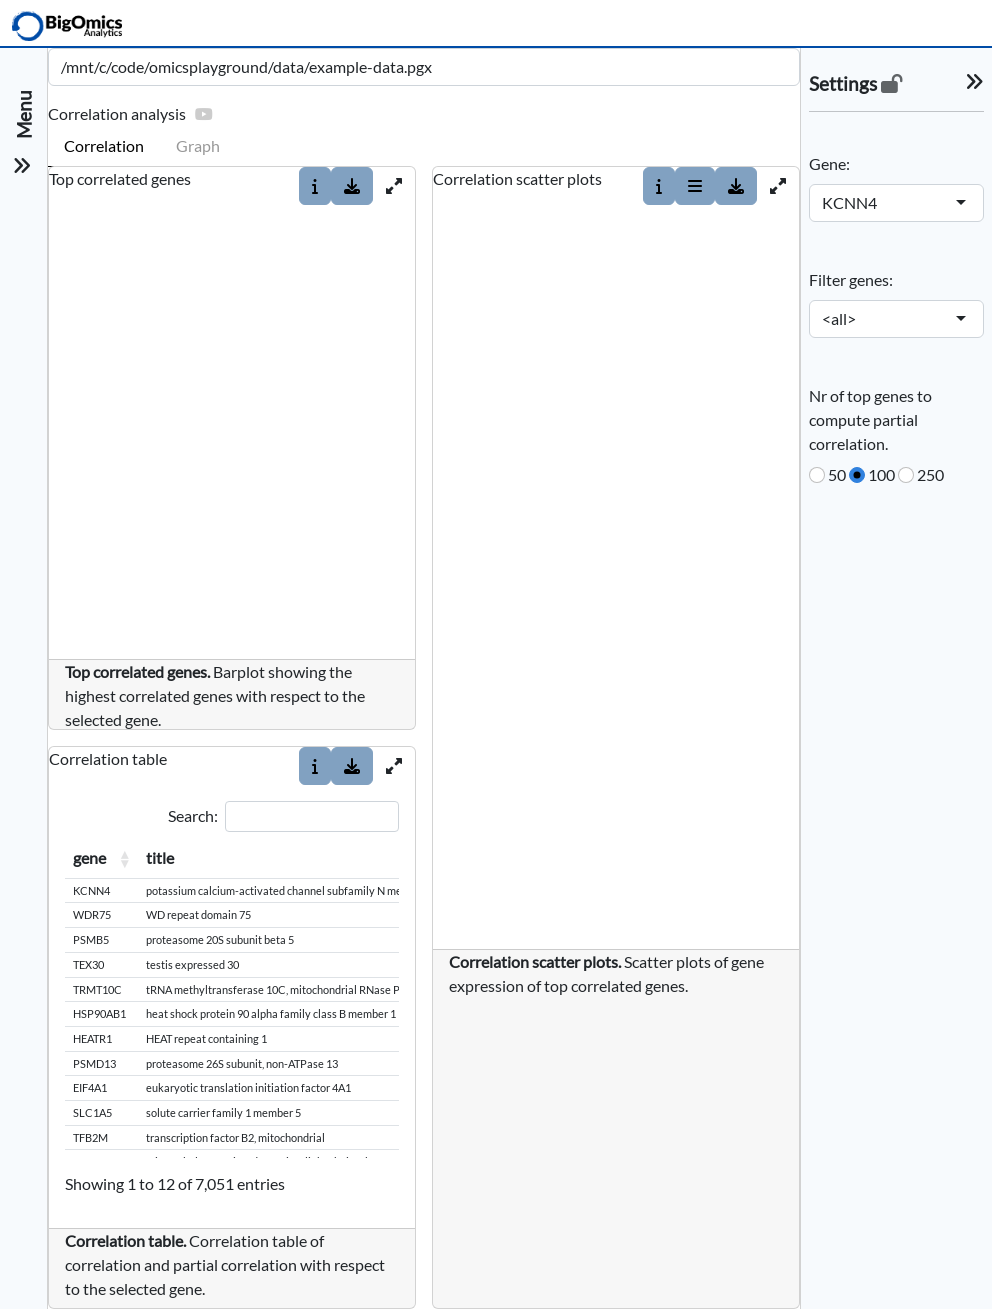 BigOmics
Analytics
/mnt/c/code/omicsplayground/data/example-data.pgx
Menu
Correlation analysis
Correlation Graph
Top correlated genes
Top correlated genes. Barplot showing the
highest correlated genes with respect to the
selected gene.
Correlation table
Search:
gene title
KCNN4 potassium calcium-activated channel subfamily N me
WDR75 WD repeat domain 75
PSMB5 proteasome 20S subunit beta 5
TEX30 testis expressed 30
TRMT10C tRNA methyltransferase 10C, mitochondrial RNase P
HSP90AB1 heat shock protein 90 alpha family class B member 1
HEATR1 HEAT repeat containing 1
PSMD13 proteasome 26S subunit, non-ATPase 13
EIF4A1 eukaryotic translation initiation factor 4A1
SLC1A5 solute carrier family 1 member 5
TFB2M transcription factor B2, mitochondrial
Showing 1 to 12 of 7,051 entries
Correlation table. Correlation table of
correlation and partial correlation with respect
to the selected gene.
Correlation scatter plots
Correlation scatter plots. Scatter plots of gene
expression of top correlated genes.
Settings
Gene:
KCNN4
Filter genes:
<all>
Nr of top genes to
compute partial
correlation.
50 100 250